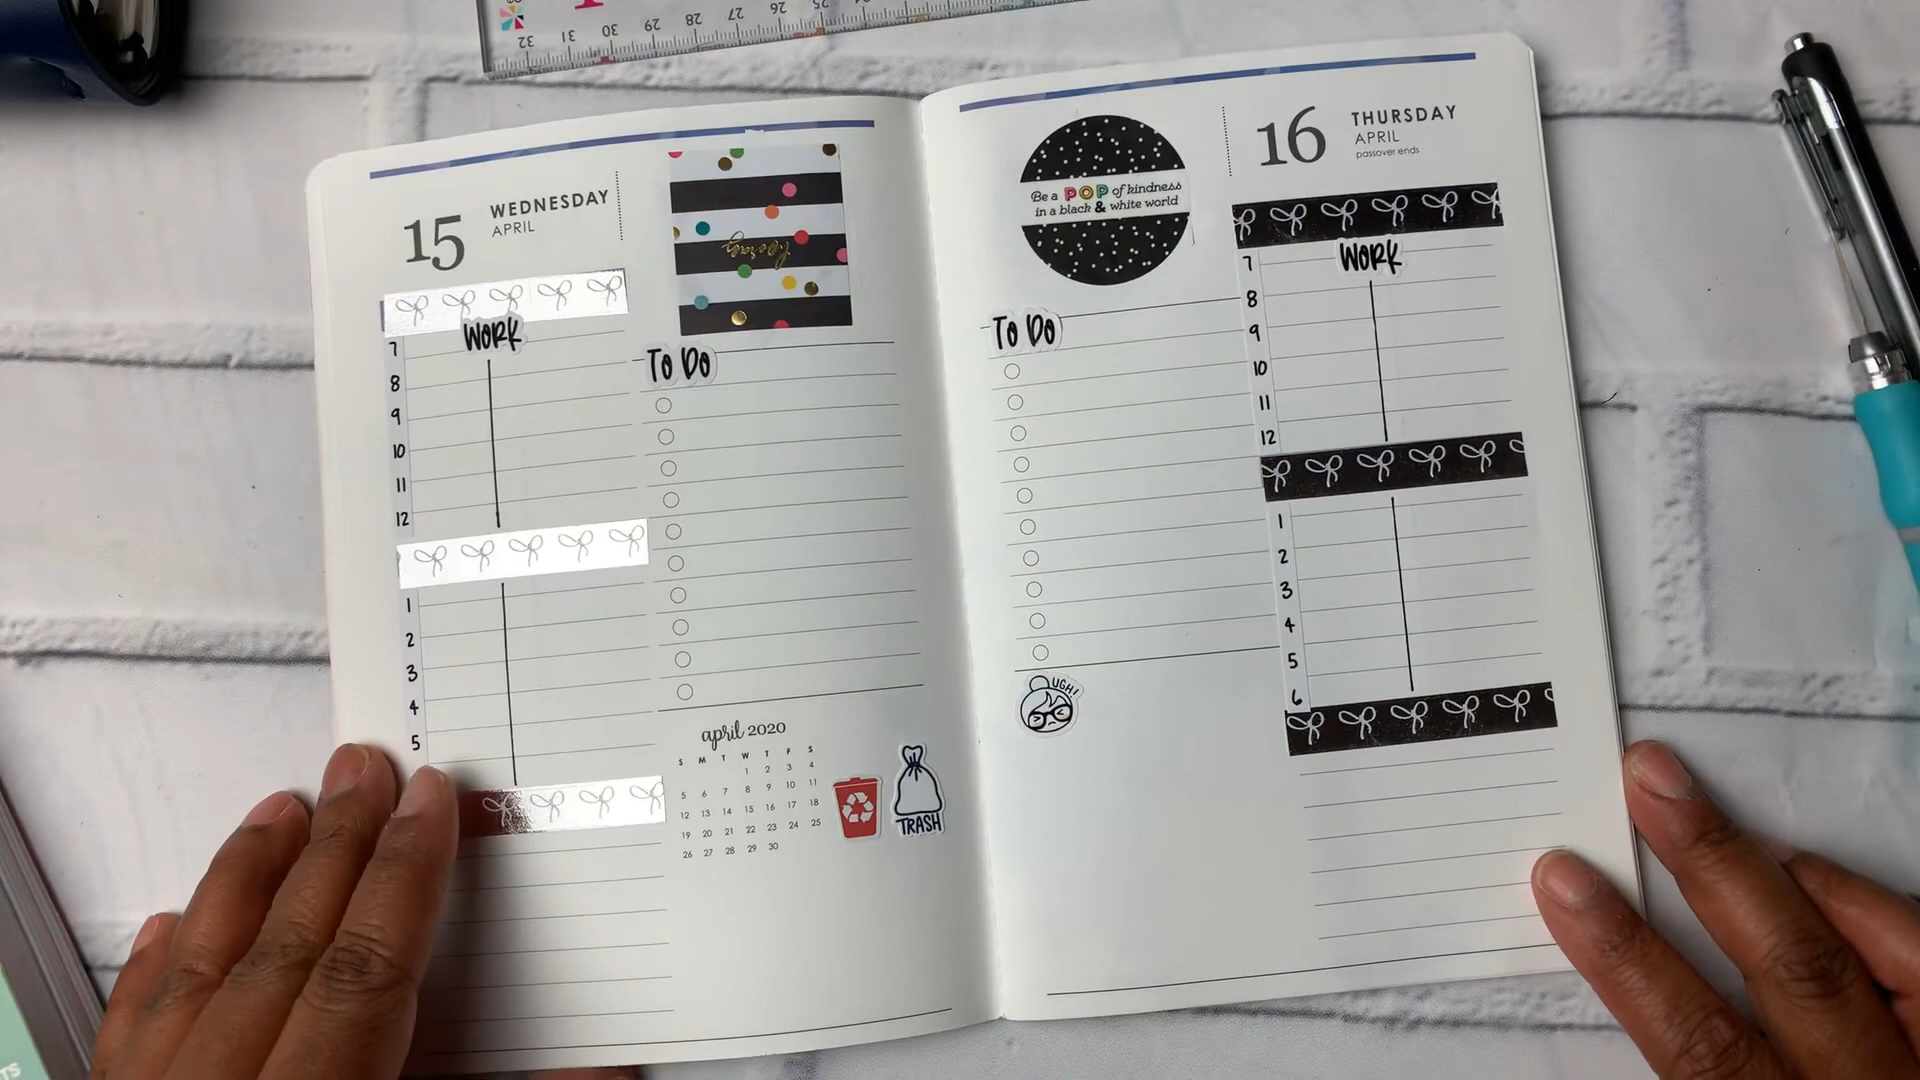 32 31 30 29 28 27 26 25
15
WEDNESDAY
APRIL
hooray
WORK
7
8
9
10
11
12
1
2
3
4
5
To Do
april 2020
S M T W T F S
1 2 3 4
5 6 7 8 9 10 11
12 13 14 15 16 17 18
19 20 21 22 23 24 25
26 27 28 29 30
TRASH
Be a POP of kindness
in a black & white world
16
THURSDAY
APRIL
passover ends
To Do
UGH!
WORK
7
8
9
10
11
12
1
2
3
4
5
6
TS